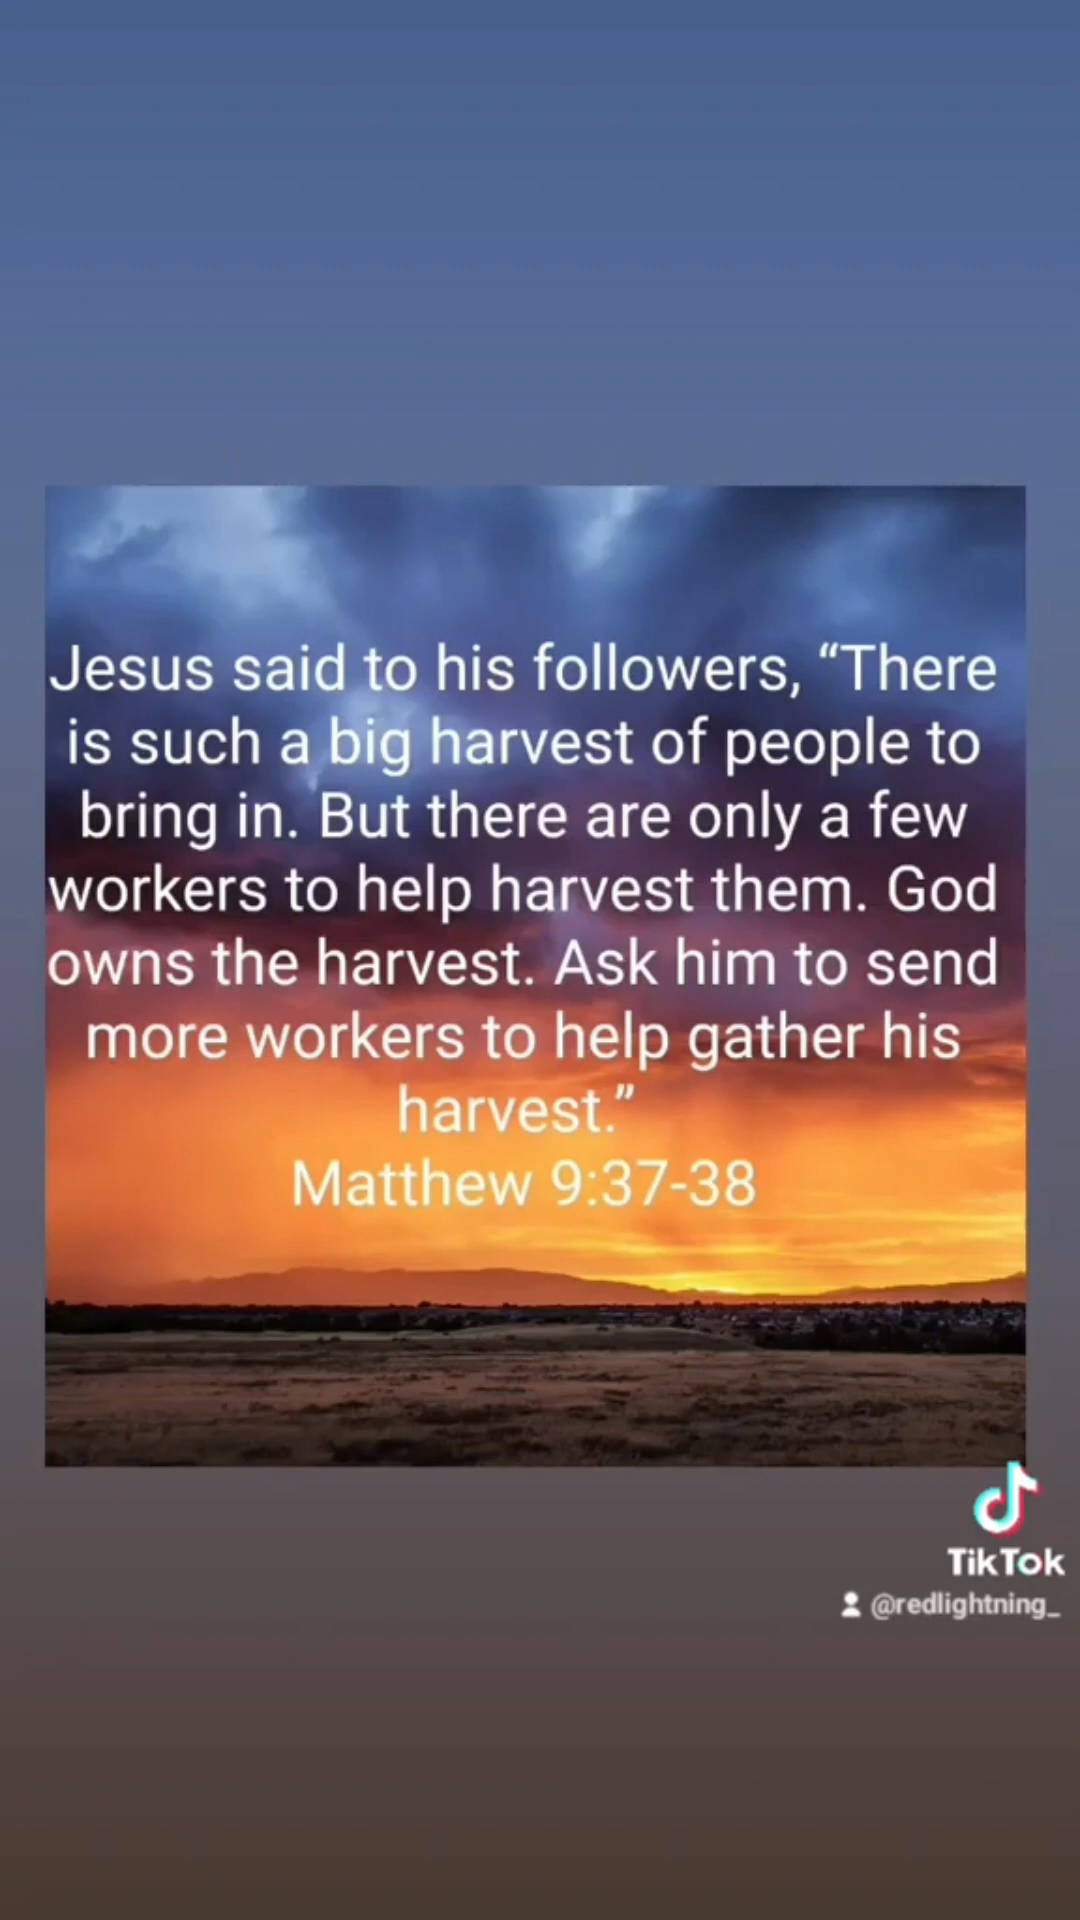 Jesus said to his followers, “There
is such a big harvest of people to
bring in. But there are only a few
workers to help harvest them. God
owns the harvest. Ask him to send
more workers to help gather his
harvest.”
Matthew 9:37-38
TikTok
@redlightning_